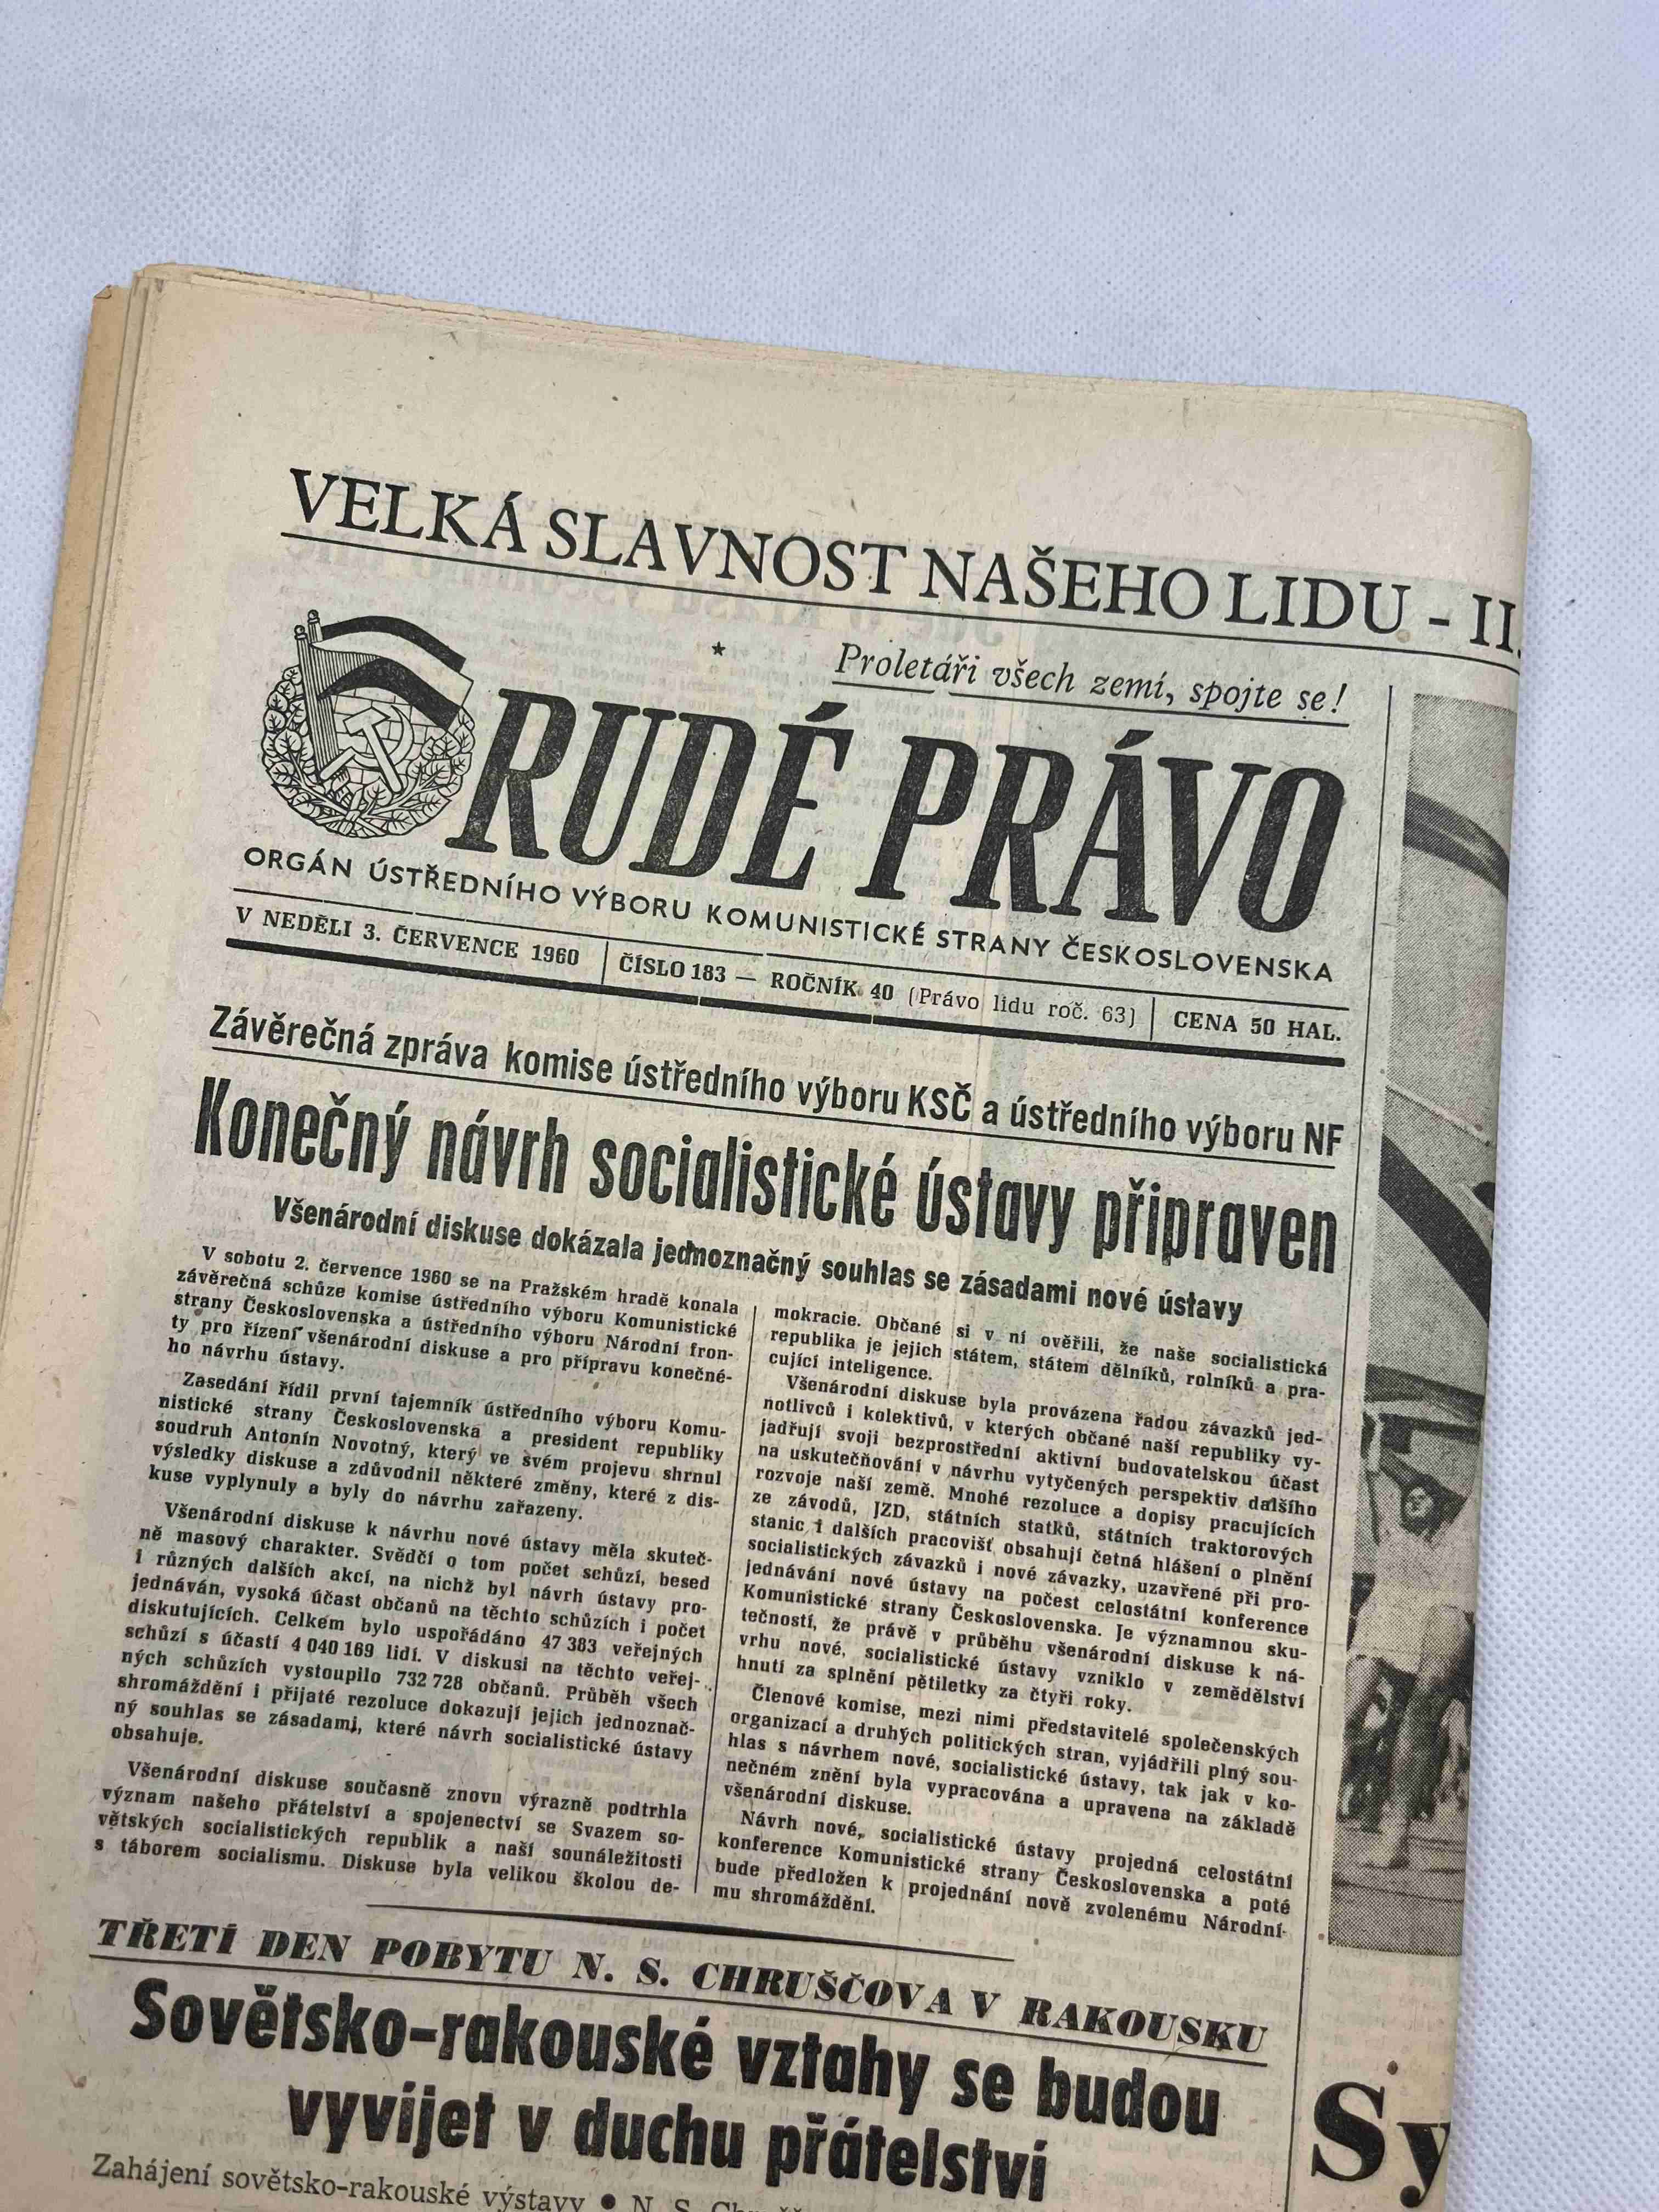 VELKÁ SLAVNOST NAŠEHO LIDU - II.
★ Proletáři všech zemí, spojte se!
RUDÉ PRÁVO
ORGÁN ÚSTŘEDNÍHO VÝBORU KOMUNISTICKÉ STRANY ČESKOSLOVENSKA
V NEDĚLI 3. ČERVENCE 1960 | ČÍSLO 183 — ROČNÍK 40 (Právo lidu roč. 63) | CENA 50 HAL.
Závěrečná zpráva komise ústředního výboru KSČ a ústředního výboru NF
Konečný návrh socialistické ústavy připraven
Všenárodní diskuse dokázala jednoznačný souhlas se zásadami nové ústavy
V sobotu 2. července 1960 se na Pražském hradě konala
závěrečná schůze komise ústředního výboru Komunistické
strany Československa a ústředního výboru Národní fron-
ty pro řízení všenárodní diskuse a pro přípravu konečné-
ho návrhu ústavy.
Zasedání řídil první tajemník ústředního výboru Komu-
nistické strany Československa a president republiky
soudruh Antonín Novotný, který ve svém projevu shrnul
výsledky diskuse a zdůvodnil některé změny, které z dis-
kuse vyplynuly a byly do návrhu zařazeny.
Všenárodní diskuse k návrhu nové ústavy měla skuteč-
ně masový charakter. Svědčí o tom počet schůzí, besed
i různých dalších akcí, na nichž byl návrh ústavy pro-
jednáván, vysoká účast občanů na těchto schůzích i počet
diskutujících. Celkem bylo uspořádáno 47 383 veřejných
schůzí s účastí 4 040 169 lidí. V diskusi na těchto veřej-
ných schůzích vystoupilo 732 728 občanů. Průběh všech
shromáždění i přijaté rezoluce dokazují jejich jednoznač-
ný souhlas se zásadami, které návrh socialistické ústavy
obsahuje.
Všenárodní diskuse současně znovu výrazně podtrhla
význam našeho přátelství a spojenectví se Svazem so-
větských socialistických republik a naší sounáležitosti
s táborem socialismu. Diskuse byla velikou školou de-
mokracie. Občané si v ní ověřili, že naše socialistická
republika je jejich státem, státem dělníků, rolníků a pra-
cující inteligence.
Všenárodní diskuse byla provázena řadou závazků jed-
notlivců i kolektivů, v kterých občané naší republiky vy-
jadřují svoji bezprostřední aktivní budovatelskou účast
na uskutečňování v návrhu vytyčených perspektiv dalšího
rozvoje naší země. Mnohé rezoluce a dopisy pracujících
ze závodů, JZD, státních statků, státních traktorových
stanic i dalších pracovišť obsahují četná hlášení o plnění
socialistických závazků i nové závazky, uzavřené při pro-
jednávání nové ústavy na počest celostátní konference
Komunistické strany Československa. Je významnou sku-
tečností, že právě v průběhu všenárodní diskuse k ná-
vrhu nové, socialistické ústavy vzniklo v zemědělství
hnutí za splnění pětiletky za čtyři roky.
Členové komise, mezi nimi představitelé společenských
organizací a druhých politických stran, vyjádřili plný sou-
hlas s návrhem nové, socialistické ústavy, tak jak v ko-
nečném znění byla vypracována a upravena na základě
všenárodní diskuse.
Návrh nové, socialistické ústavy projedná celostátní
konference Komunistické strany Československa a poté
bude předložen k projednání nově zvolenému Národní-
mu shromáždění.
TŘETÍ DEN POBYTU N. S. CHRUŠČOVA V RAKOUSKU
Sovětsko-rakouské vztahy se budou
vyvíjet v duchu přátelství
Zahájení sovětsko-rakouské výstavy ● N. S.
Sy